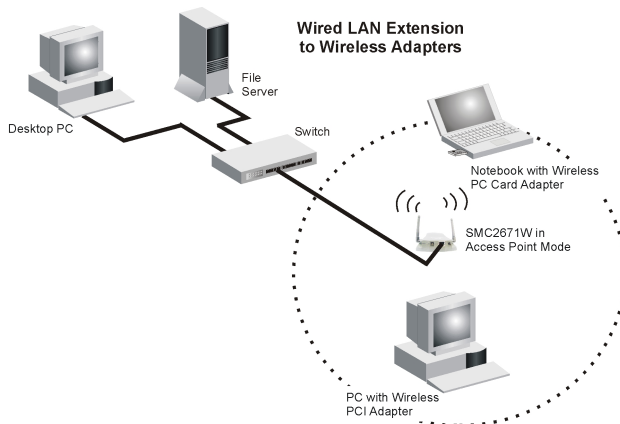 Wired LAN Extension
to Wireless Adapters
File
Server
Desktop PC
Switch
Notebook with Wireless
PC Card Adapter
SMC2671W in
Access Point Mode
PC with Wireless
PCI Adapter